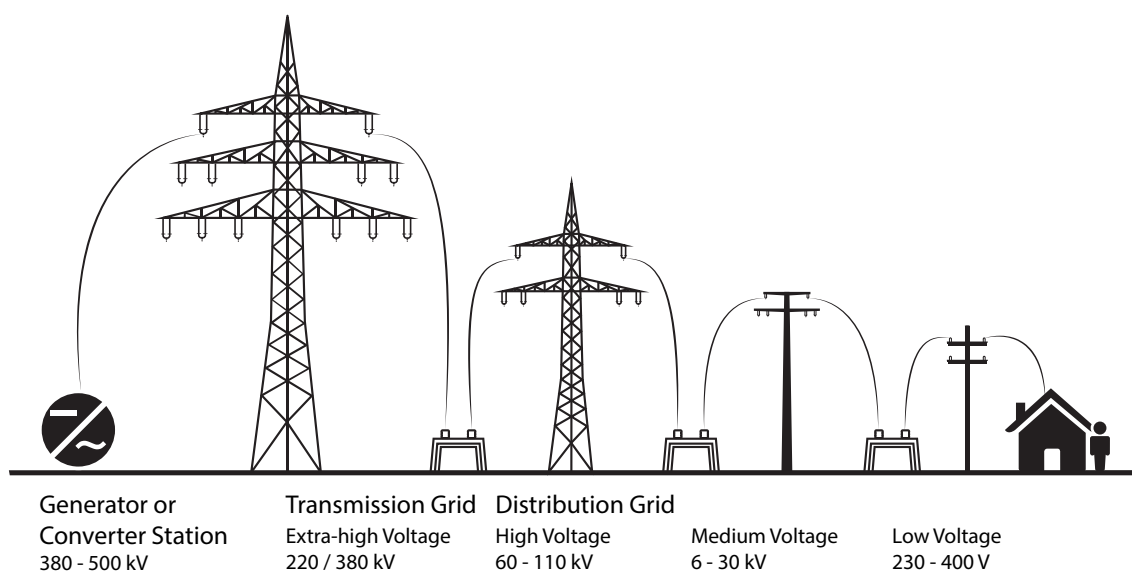 Generator or
Converter Station
380 - 500 kV
Transmission Grid
Extra-high Voltage
220 / 380 kV
Distribution Grid
High Voltage
60 - 110 kV
Medium Voltage
6 - 30 kV
Low Voltage
230 - 400 V